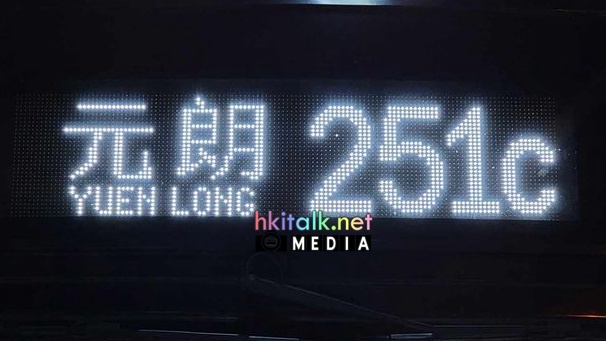 元朗 251c
YUEN LONG
hkitalk.net
MEDIA